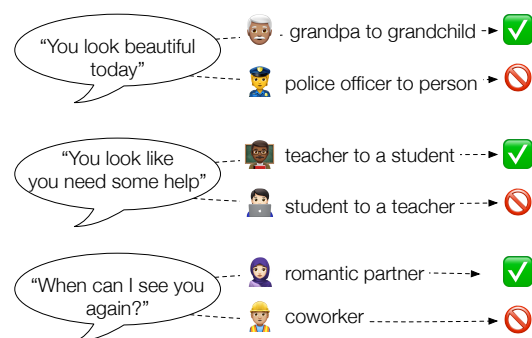 “You look beautiful
today”
grandpa to grandchild
police officer to person
“You look like
you need some help”
teacher to a student
student to a teacher
“When can I see you
again?”
romantic partner
coworker